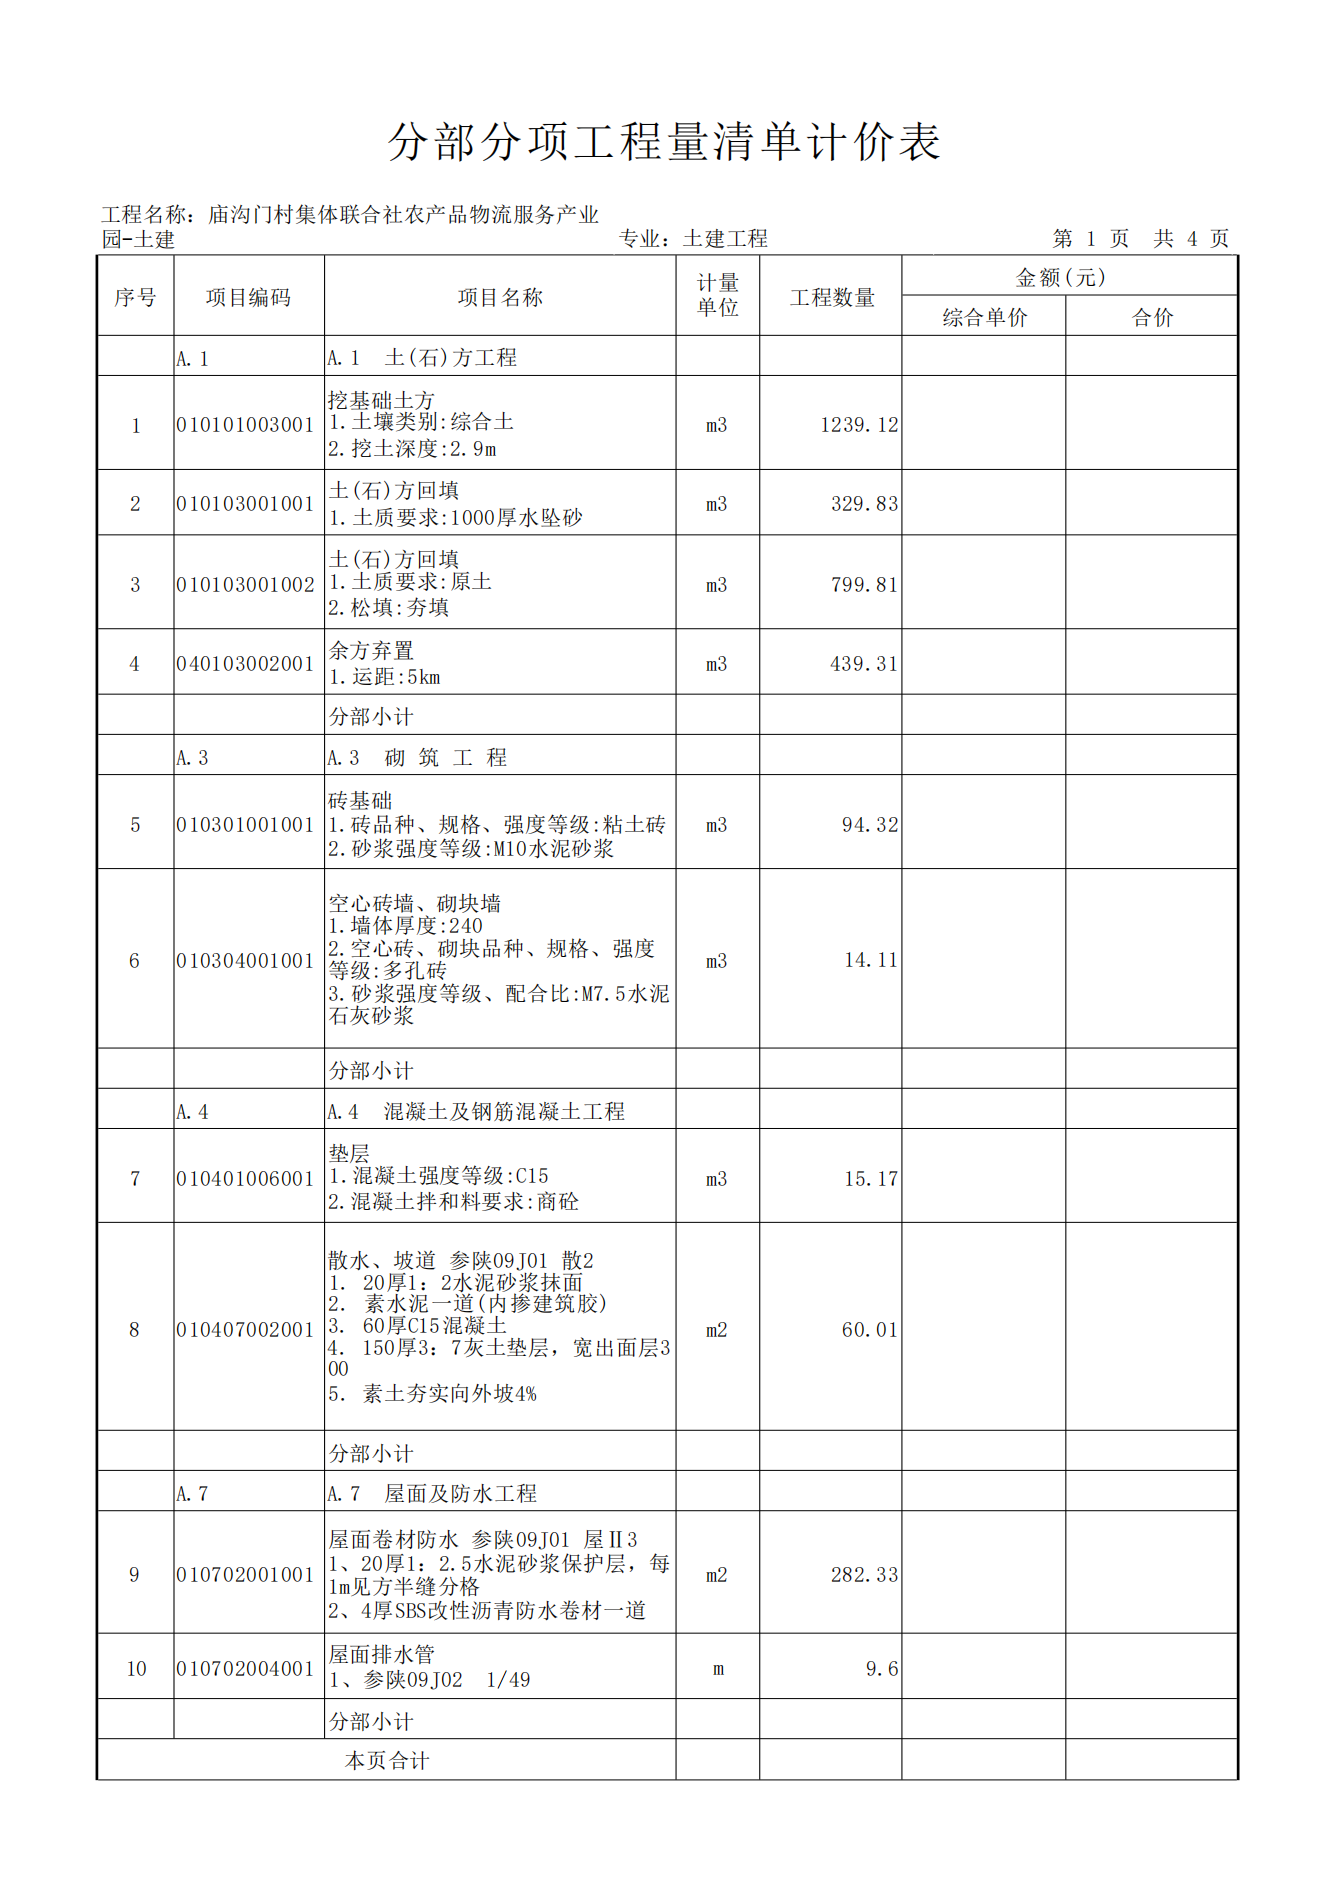 分部分项工程量清单计价表
工程名称：庙沟门村集体联合社农产品物流服务产业
园-土建 专业：土建工程 第 1 页 共 4 页
序号 项目编码 项目名称 计量单位 工程数量 金额(元)
综合单价 合价
A.1 A.1 土(石)方工程
1 010101003001 挖基础土方 m3 1239.12
1.土壤类别:综合土
2.挖土深度:2.9m
2 010103001001 土(石)方回填 m3 329.83
1.土质要求:1000厚水坠砂
3 010103001002 土(石)方回填 m3 799.81
1.土质要求:原土
2.松填:夯填
4 040103002001 余方弃置 m3 439.31
1.运距:5km
分部小计
A.3 A.3 砌 筑 工 程
5 010301001001 砖基础 m3 94.32
1.砖品种、规格、强度等级:粘土砖
2.砂浆强度等级:M10水泥砂浆
6 010304001001 空心砖墙、砌块墙 m3 14.11
1.墙体厚度:240
2.空心砖、砌块品种、规格、强度
等级:多孔砖
3.砂浆强度等级、配合比:M7.5水泥
石灰砂浆
分部小计
A.4 A.4 混凝土及钢筋混凝土工程
7 010401006001 垫层 m3 15.17
1.混凝土强度等级:C15
2.混凝土拌和料要求:商砼
8 010407002001 散水、坡道 参陕09J01 散2 m2 60.01
1. 20厚1：2水泥砂浆抹面
2. 素水泥一道(内掺建筑胶)
3. 60厚C15混凝土
4. 150厚3：7灰土垫层，宽出面层3
00
5. 素土夯实向外坡4%
分部小计
A.7 A.7 屋面及防水工程
9 010702001001 屋面卷材防水 参陕09J01 屋Ⅱ3 m2 282.33
1、20厚1：2.5水泥砂浆保护层，每
1m见方半缝分格
2、4厚SBS改性沥青防水卷材一道
10 010702004001 屋面排水管 m 9.6
1、参陕09J02 1/49
分部小计
本页合计